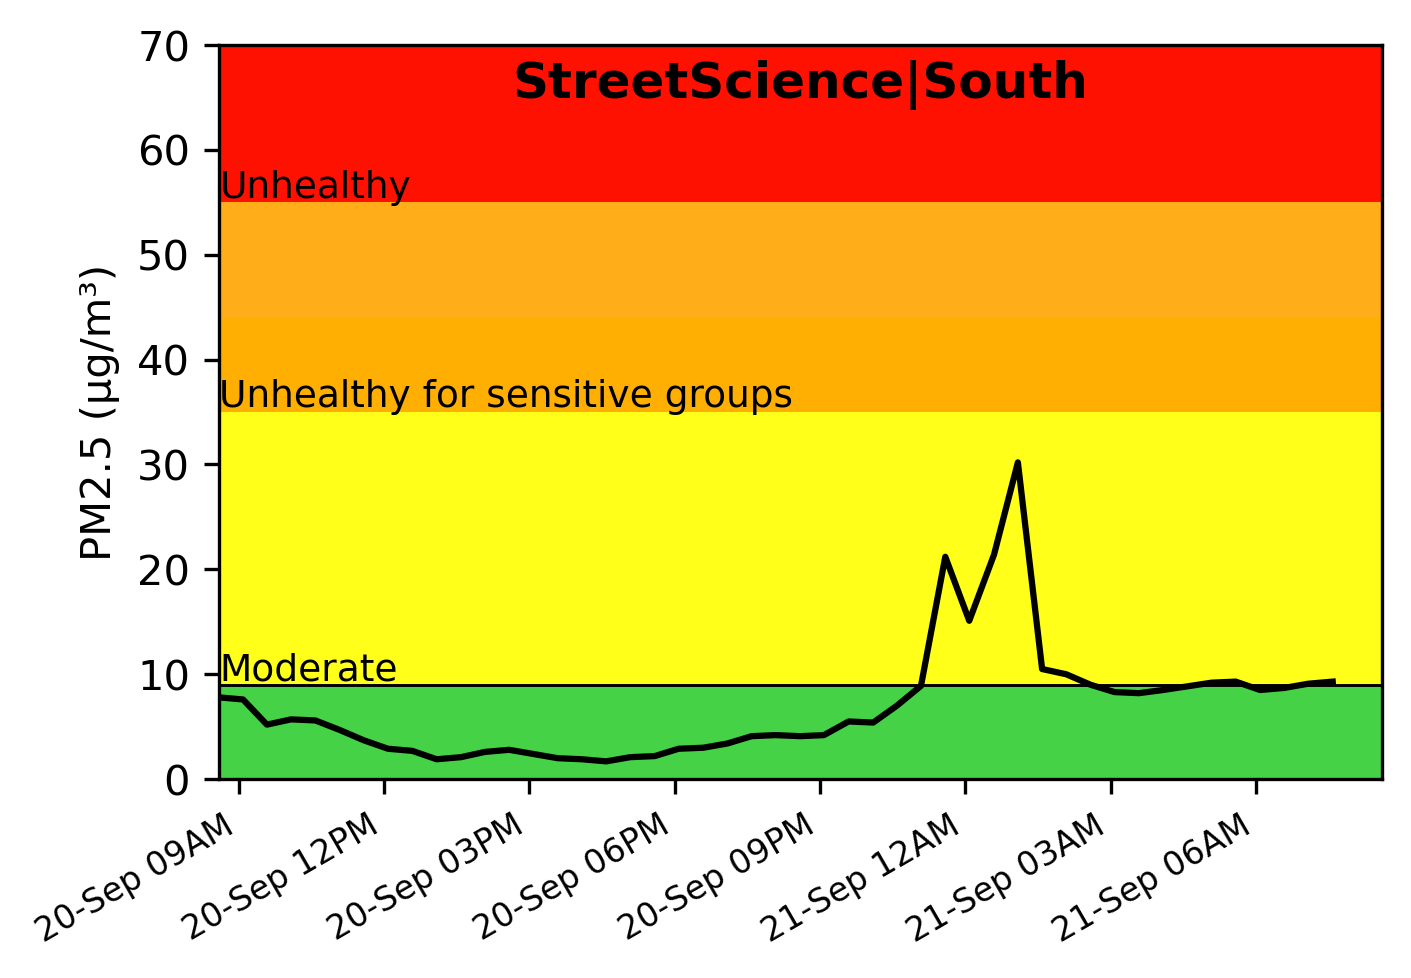 StreetScience|South
70
60
50
40
30
20
10
0
PM2.5 (µg/m³)
Unhealthy
Unhealthy for sensitive groups
Moderate
20-Sep 09AM
20-Sep 12PM
20-Sep 03PM
20-Sep 06PM
20-Sep 09PM
21-Sep 12AM
21-Sep 03AM
21-Sep 06AM